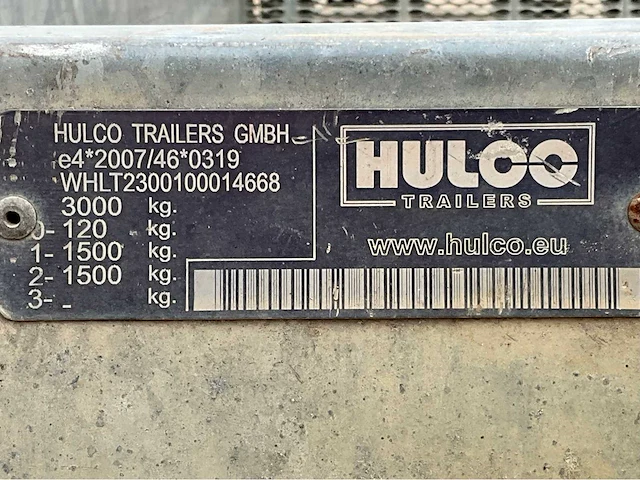 HULCO TRAILERS GMBH
e4*2007/46*0319
WHLT2300100014668
3000 kg.
0- 120 kg.
1- 1500 kg.
2- 1500 kg.
3- - kg.
HULCO
TRAILERS
www.hulco.eu